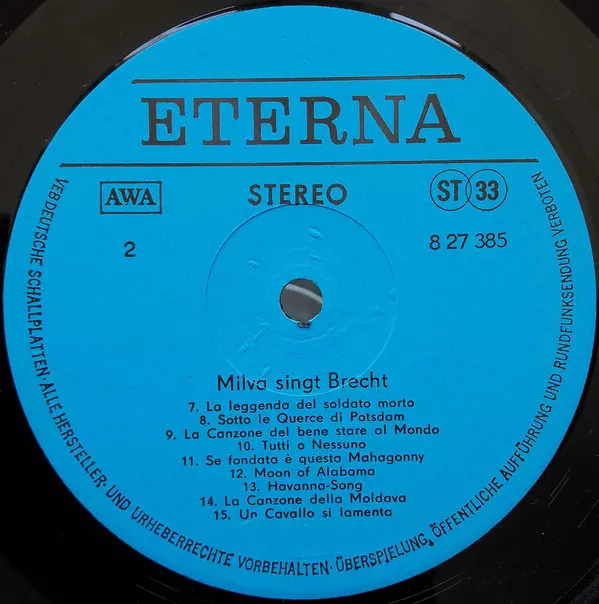 ETERNA
AWA
STEREO
ST 33
2
8 27 385
Milva singt Brecht
7. La leggenda del soldato morto
8. Sotto le Querce di Potsdam
9. La Canzone del bene stare al Mondo
10. Tutti o Nessuno
11. Se fondata è questa Mahagonny
12. Moon of Alabama
13. Havanna-Song
14. La Canzone della Moldava
15. Un Cavallo si lamenta
VEB DEUTSCHE SCHALLPLATTEN · ALLE HERSTELLER- UND URHEBERRECHTE VORBEHALTEN · ÜBERSPIELUNG, ÖFFENTLICHE AUFFÜHRUNG UND RUNDFUNKSENDUNG VERBOTEN